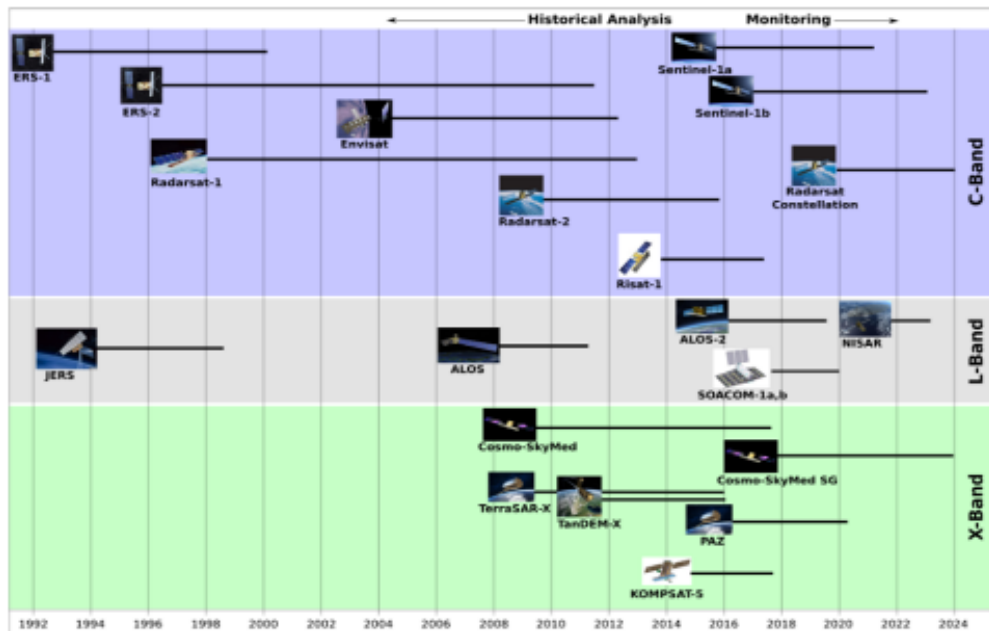 Historical Analysis Monitoring
ERS-1
Sentinel-1a
ERS-2
Sentinel-1b
Envisat
Radarsat-1
Radarsat
Constellation
Radarsat-2
Risat-1
C-Band
ALOS-2
NISAR
JERS
ALOS
SOACOM-1a,b
L-Band
Cosmo-SkyMed
Cosmo-SkyMed SG
TerraSAR-X
TanDEM-X
PAZ
KOMPSAT-5
X-Band
1992 1994 1996 1998 2000 2002 2004 2006 2008 2010 2012 2014 2016 2018 2020 2022 2024